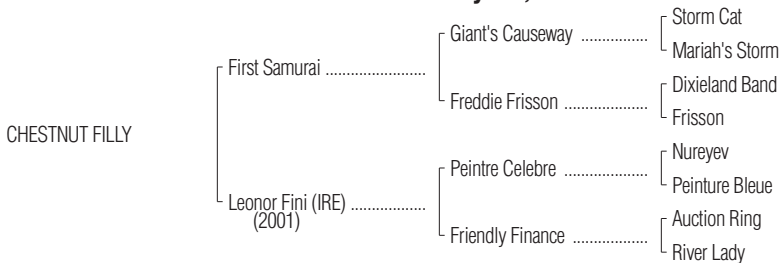 Storm Cat
Giant's Causeway ................
Mariah's Storm
First Samurai ........................
Dixieland Band
Freddie Frisson ....................
Frisson
CHESTNUT FILLY
Nureyev
Peintre Celebre ....................
Peinture Bleue
Leonor Fini (IRE) ..................
(2001)
Auction Ring
Friendly Finance ..................
River Lady